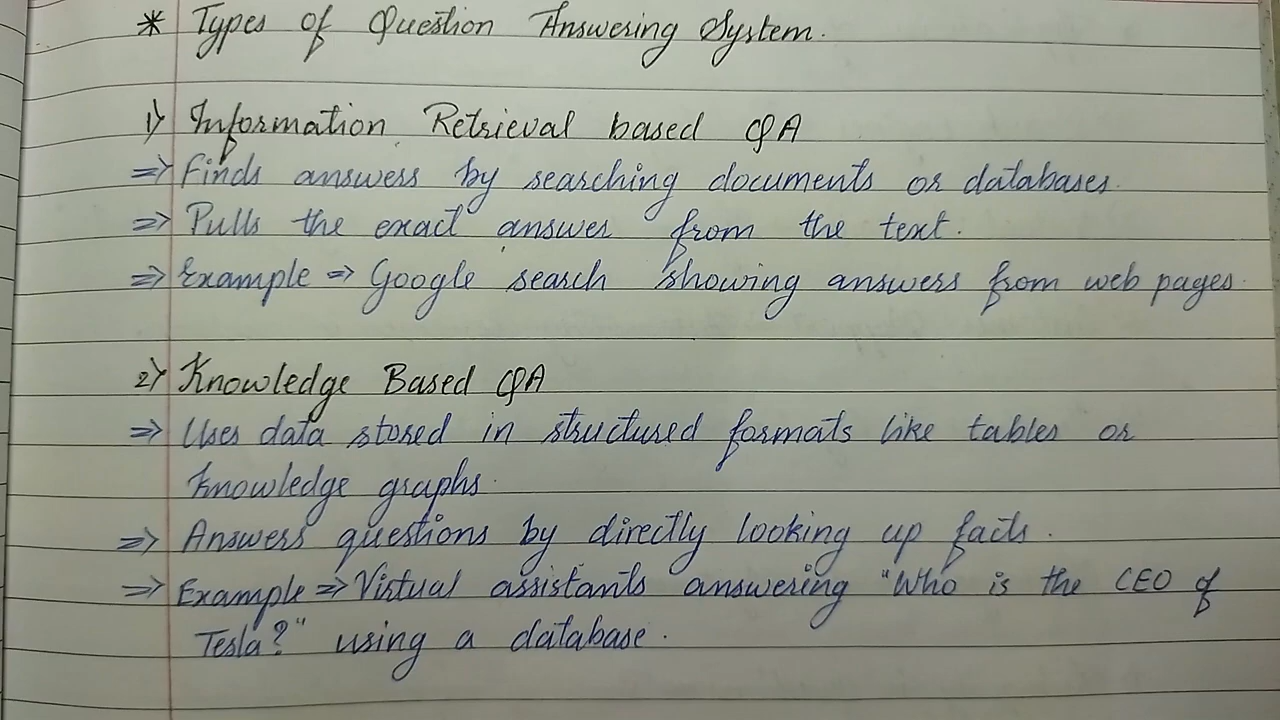 * Types of Question Answering System.
1) Information Retrieval based QA
=> Finds answers by searching documents or databases.
=> Pulls the exact answer from the text.
=> Example => Google search showing answers from web pages.
2) Knowledge Based QA
=> Uses data stored in structured formats like tables or
Knowledge graphs.
=> Answers questions by directly looking up facts.
=> Example => Virtual assistants answering "Who is the CEO of
Tesla?" using a database.